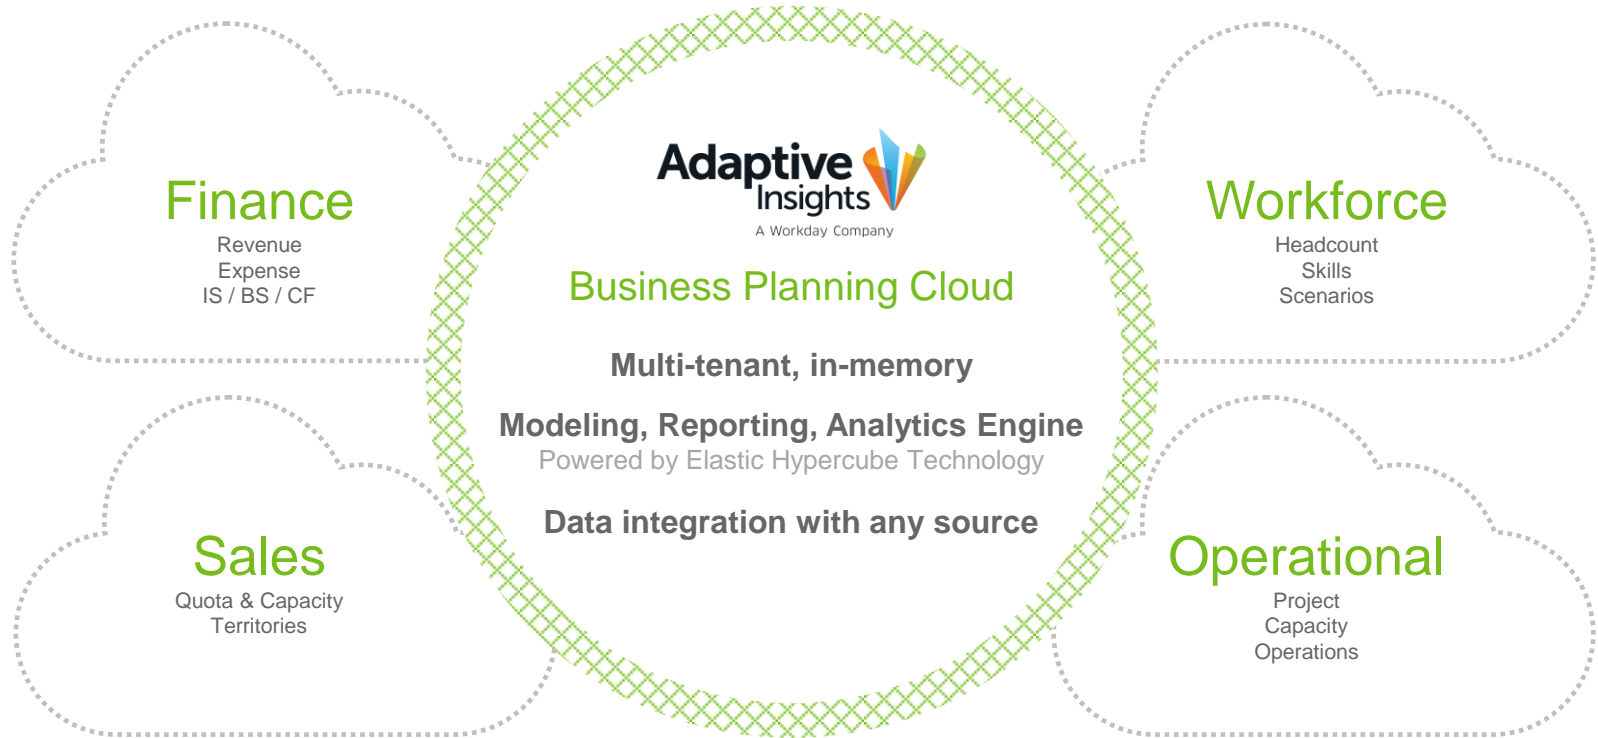 Finance
Revenue
Expense
IS / BS / CF
Sales
Quota & Capacity
Territories
Adaptive
Insights
A Workday Company
Business Planning Cloud
Multi-tenant, in-memory
Modeling, Reporting, Analytics Engine
Powered by Elastic Hypercube Technology
Data integration with any source
Workforce
Headcount
Skills
Scenarios
Operational
Project
Capacity
Operations